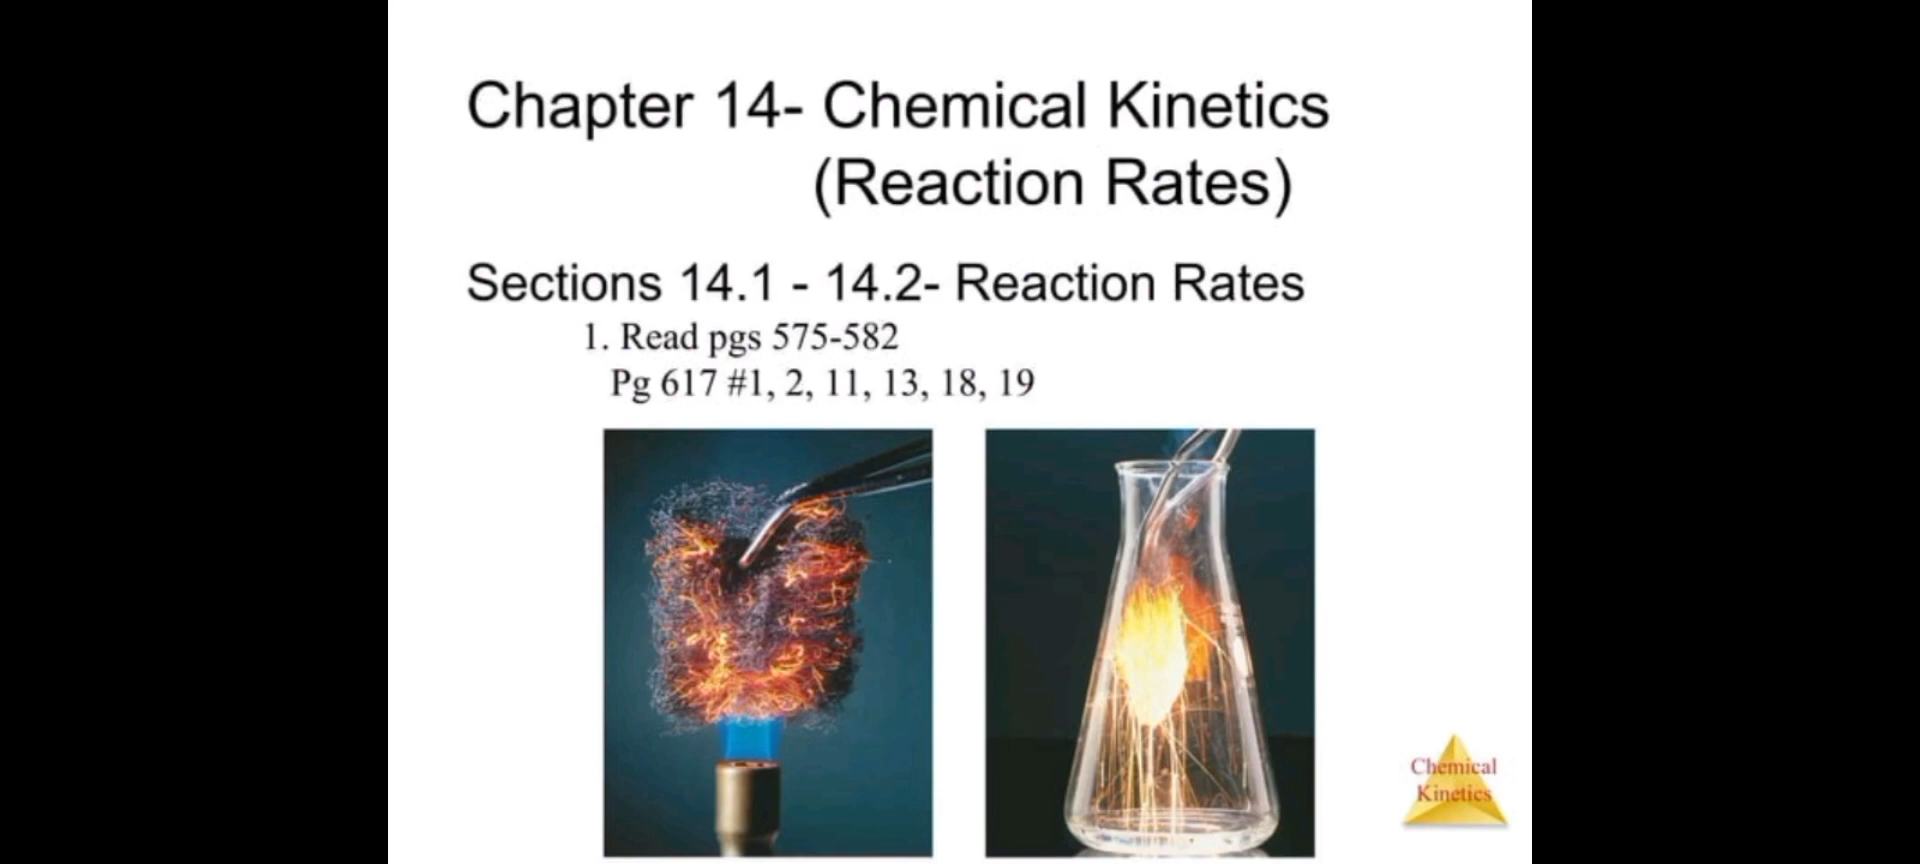 Chapter 14- Chemical Kinetics
(Reaction Rates)
Sections 14.1 - 14.2- Reaction Rates
1. Read pgs 575-582
Pg 617 #1, 2, 11, 13, 18, 19
Chemical
Kinetics